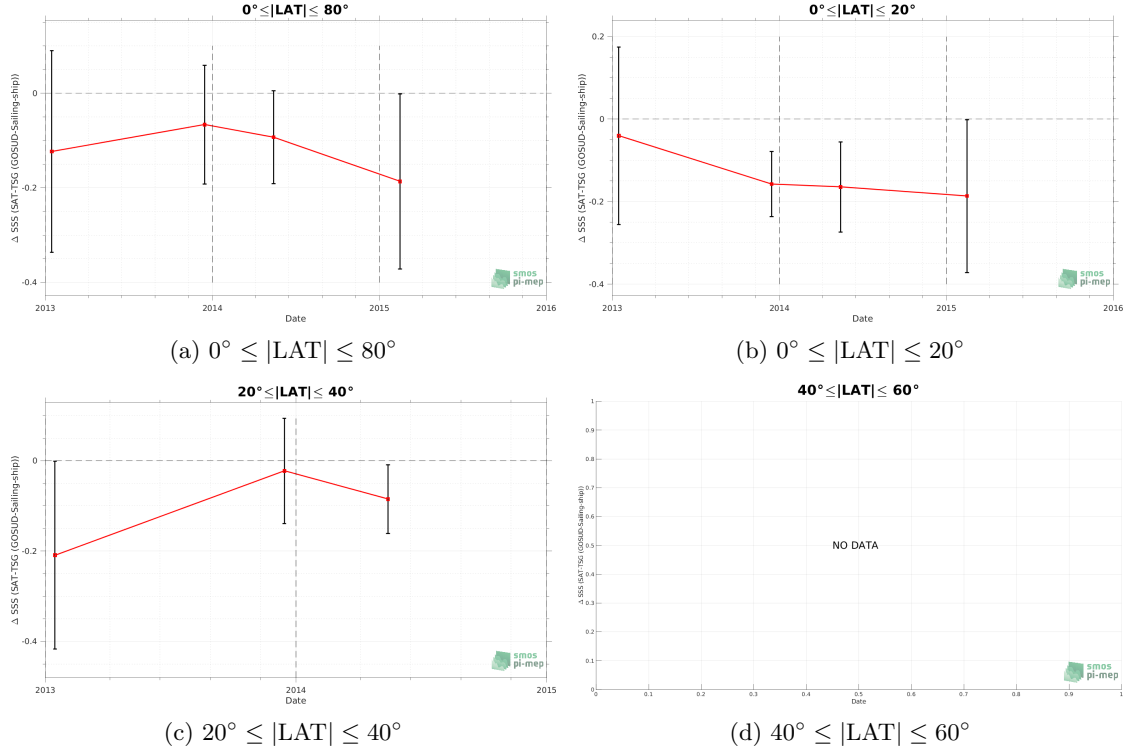 0°≤|LAT|≤ 80°
Δ SSS (SAT-TSG (GOSUD-Sailing-ship))
0
-0.2
-0.4
2013 2014 2015 2016
Date
smos
pi-mep
(a) 0° ≤ |LAT| ≤ 80°
0°≤|LAT|≤ 20°
Δ SSS (SAT-TSG (GOSUD-Sailing-ship))
0.2
0
-0.2
-0.4
2013 2014 2015 2016
Date
smos
pi-mep
(b) 0° ≤ |LAT| ≤ 20°
20°≤|LAT|≤ 40°
Δ SSS (SAT-TSG (GOSUD-Sailing-ship))
0
-0.2
-0.4
2013 2014 2015
Date
smos
pi-mep
(c) 20° ≤ |LAT| ≤ 40°
40°≤|LAT|≤ 60°
Δ SSS (SAT-TSG (GOSUD-Sailing-ship))
1
0.9
0.8
0.7
0.6
0.5
0.4
0.3
0.2
0.1
0
NO DATA
0 0.1 0.2 0.3 0.4 0.5 0.6 0.7 0.8 0.9 1
Date
smos
pi-mep
(d) 40° ≤ |LAT| ≤ 60°